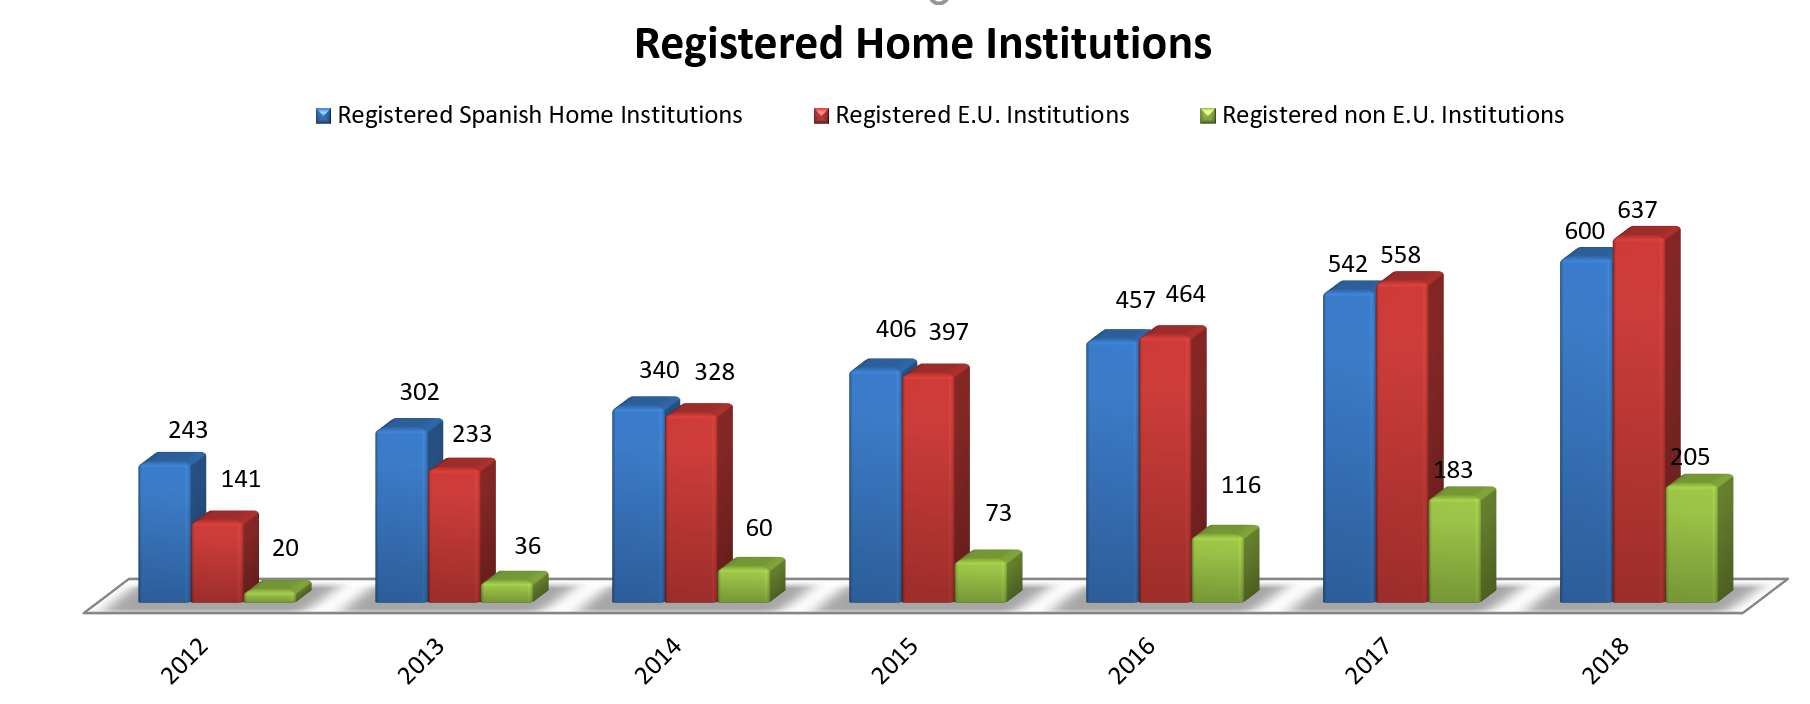 Registered Home Institutions
Registered Spanish Home Institutions Registered E.U. Institutions Registered non E.U. Institutions
243 141 20
302 233 36
340 328 60
406 397 73
457 464 116
542 558 183
600 637 205
2012 2013 2014 2015 2016 2017 2018